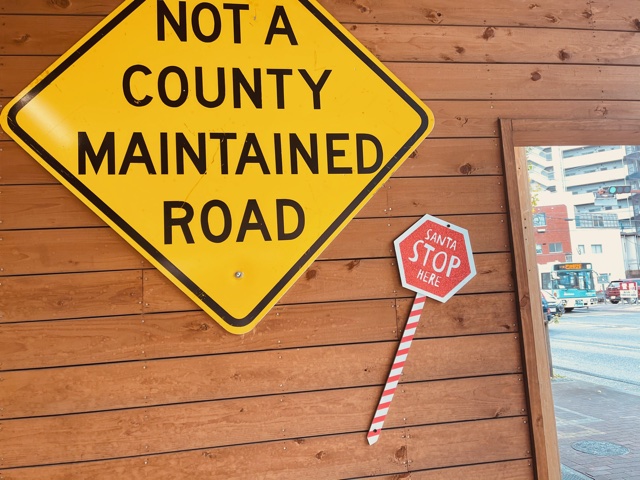 NOT A
COUNTY
MAINTAINED
ROAD
SANTA
STOP
HERE